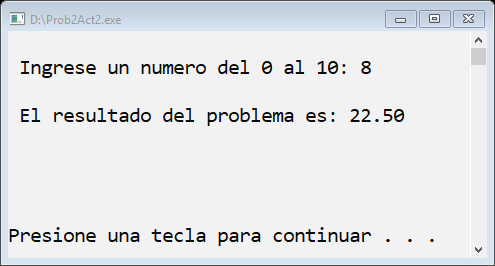 D:\Prob2Act2.exe
Ingrese un numero del 0 al 10: 8
El resultado del problema es: 22.50
Presione una tecla para continuar . . .